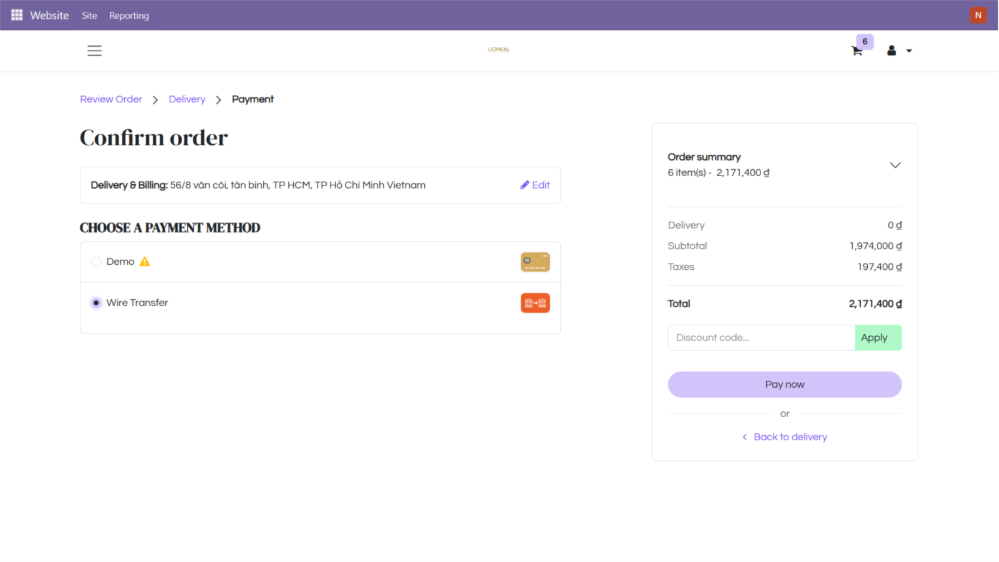 Website Site Reporting N
LOREAL
6
Review Order > Delivery > Payment
Confirm order
Delivery & Billing: 56/8 văn côi, tân bình, TP HCM, TP Hồ Chí Minh Vietnam Edit
CHOOSE A PAYMENT METHOD
Demo
Wire Transfer
Order summary
6 item(s) - 2,171,400 ₫
Delivery 0 ₫
Subtotal 1,974,000 ₫
Taxes 197,400 ₫
Total 2,171,400 ₫
Discount code... Apply
Pay now
or
Back to delivery